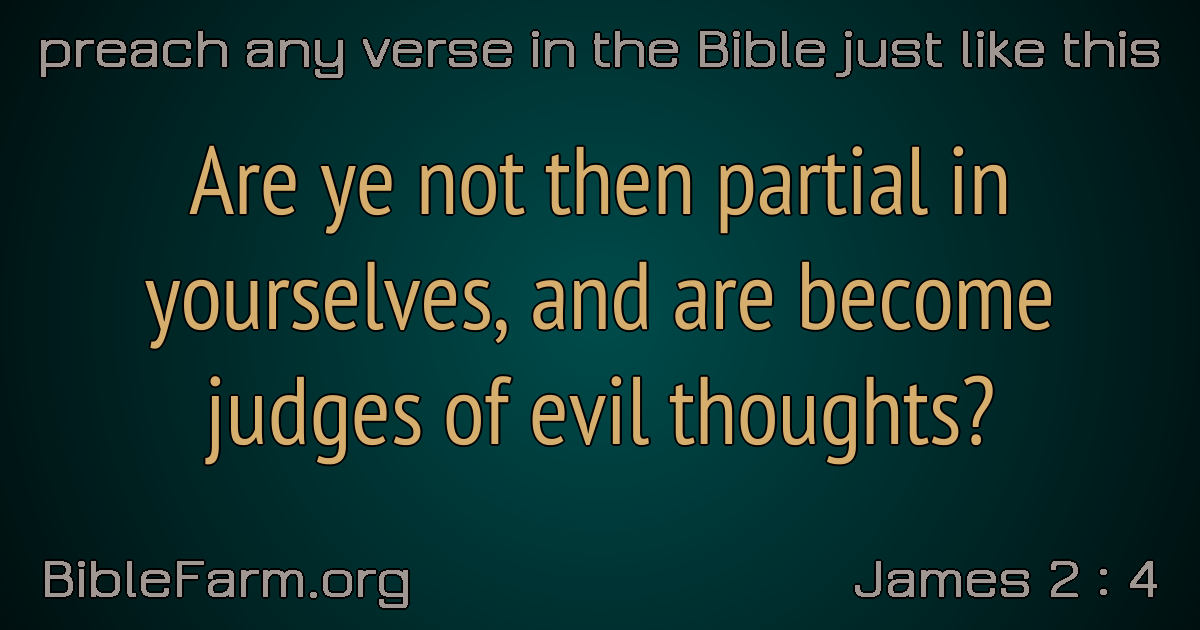 preach any verse in the Bible just like this
Are ye not then partial in
yourselves, and are become
judges of evil thoughts?
BibleFarm.org
James 2 : 4